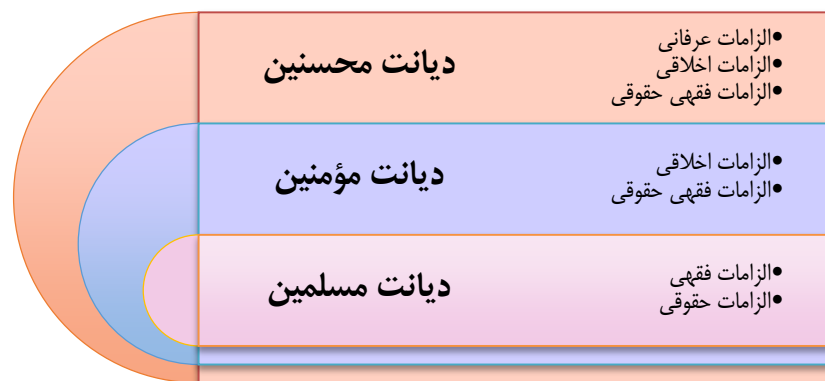 •الزامات عرفانی
•الزامات اخلاقی
•الزامات فقهی حقوقی
دیانت محسنین
•الزامات اخلاقی
•الزامات فقهی حقوقی
دیانت مؤمنین
•الزامات فقهی
•الزامات حقوقی
دیانت مسلمین